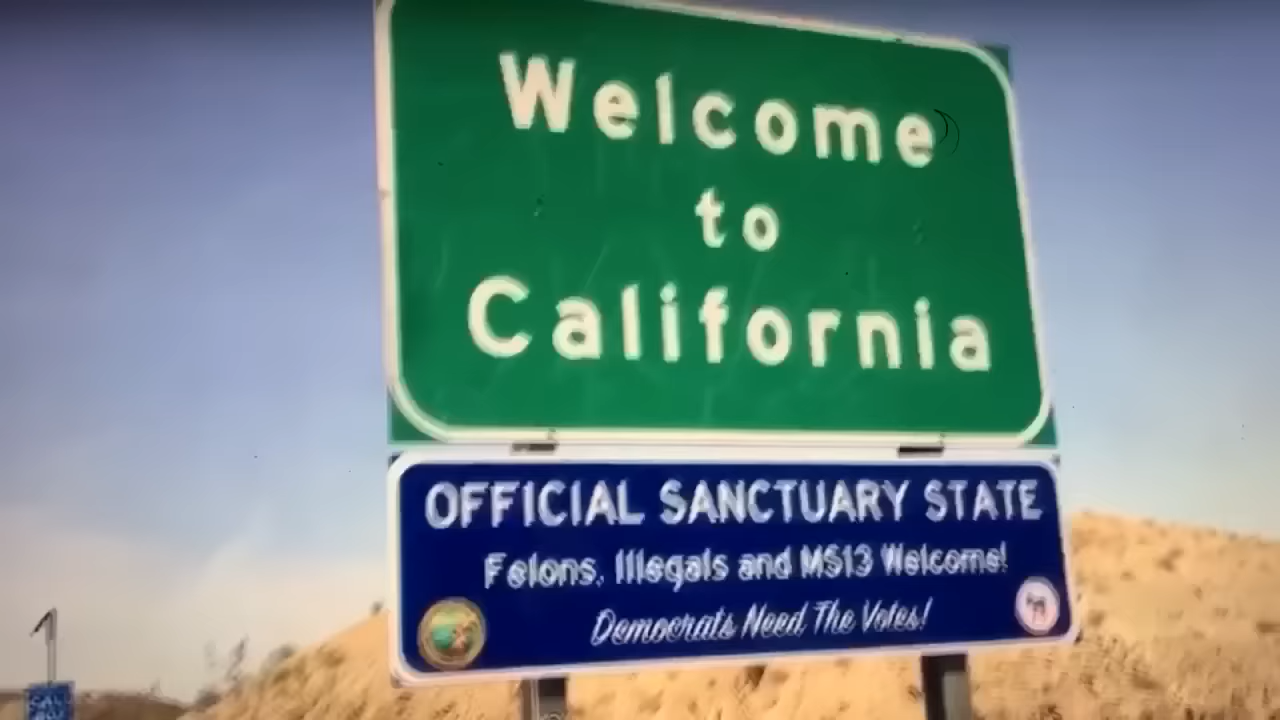 Welcome
to
California
OFFICIAL SANCTUARY STATE
Felons, Illegals and MS13 Welcome!
Democrats Need The Votes!